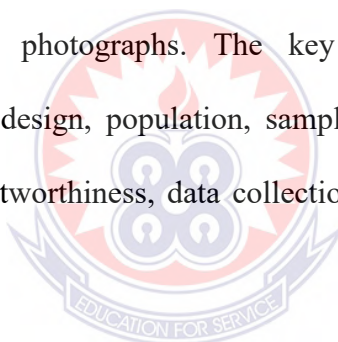 photographs. The key
design, population, sampl
tworthiness, data collectio
EDUCATION FOR SERVICE